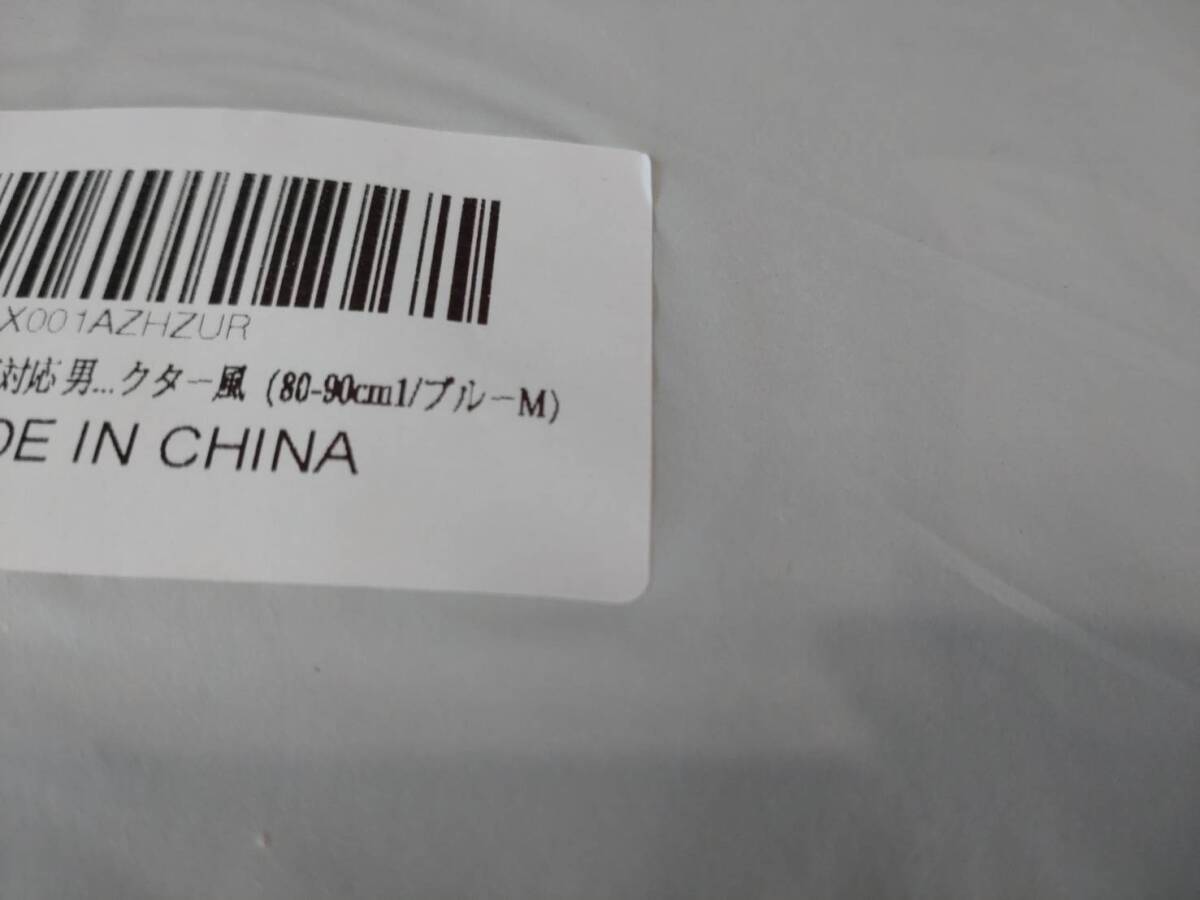 X001AZHZUR
対応 男...クター風 (80-90cm1/ブルーM)
DE IN CHINA